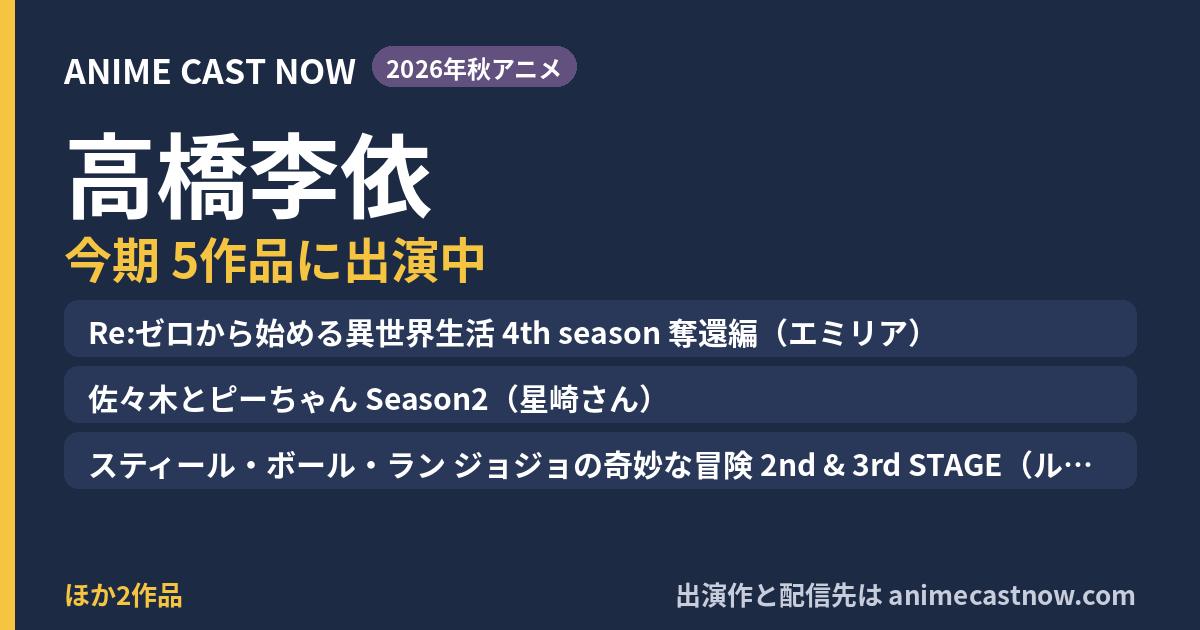 ANIME CAST NOW 2026年秋アニメ
高橋李依
今期 5作品に出演中
Re:ゼロから始める異世界生活 4th season 奪還編（エミリア）
佐々木とピーちゃん Season2（星崎さん）
スティール・ボール・ラン ジョジョの奇妙な冒険 2nd & 3rd STAGE（ル…
ほか2作品
出演作と配信先は animecastnow.com